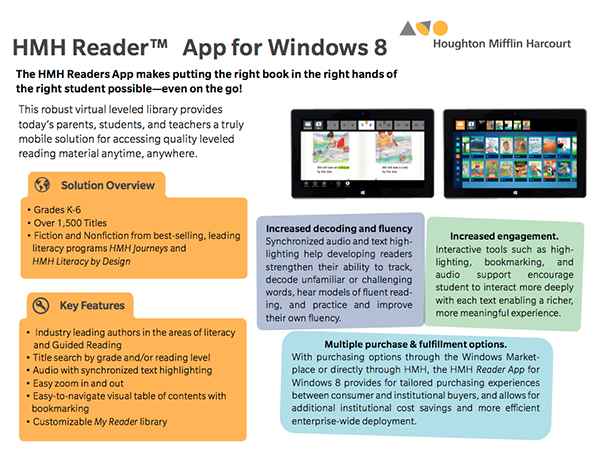 HMH Reader™ App for Windows 8
Houghton Mifflin Harcourt
The HMH Readers App makes putting the right book in the right hands of
the right student possible—even on the go!
This robust virtual leveled library provides
today's parents, students, and teachers a truly
mobile solution for accessing quality leveled
reading material anytime, anywhere.
Solution Overview
• Grades K-6
• Over 1,500 Titles
• Fiction and Nonfiction from best-selling, leading
literacy programs HMH Journeys and
HMH Literacy by Design
Key Features
• Industry leading authors in the areas of literacy
and Guided Reading
• Title search by grade and/or reading level
• Audio with synchronized text highlighting
• Easy zoom in and out
• Easy-to-navigate visual table of contents with
bookmarking
• Customizable My Reader library
Increased decoding and fluency
Synchronized audio and text high-
lighting help developing readers
strengthen their ability to track,
decode unfamiliar or challenging
words, hear models of fluent read-
ing, and practice and improve
their own fluency.
Increased engagement.
Interactive tools such as high-
lighting, bookmarking, and
audio support encourage
student to interact more deeply
with each text enabling a richer,
more meaningful experience.
Multiple purchase & fulfillment options.
With purchasing options through the Windows Market-
place or directly through HMH, the HMH Reader App for
Windows 8 provides for tailored purchasing experiences
between consumer and institutional buyers, and allows for
additional institutional cost savings and more efficient
enterprise-wide deployment.